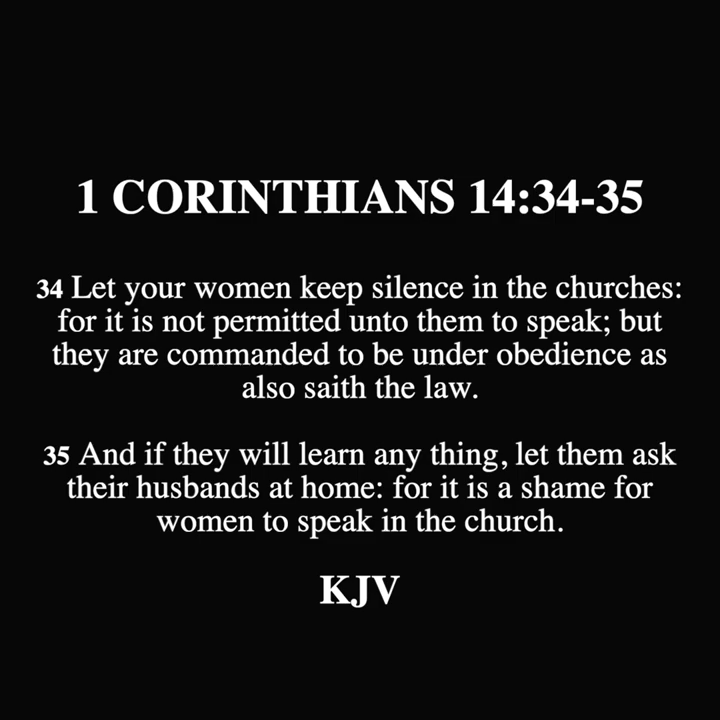 1 CORINTHIANS 14:34-35
34 Let your women keep silence in the churches:
for it is not permitted unto them to speak; but
they are commanded to be under obedience as
also saith the law.
35 And if they will learn any thing, let them ask
their husbands at home: for it is a shame for
women to speak in the church.
KJV